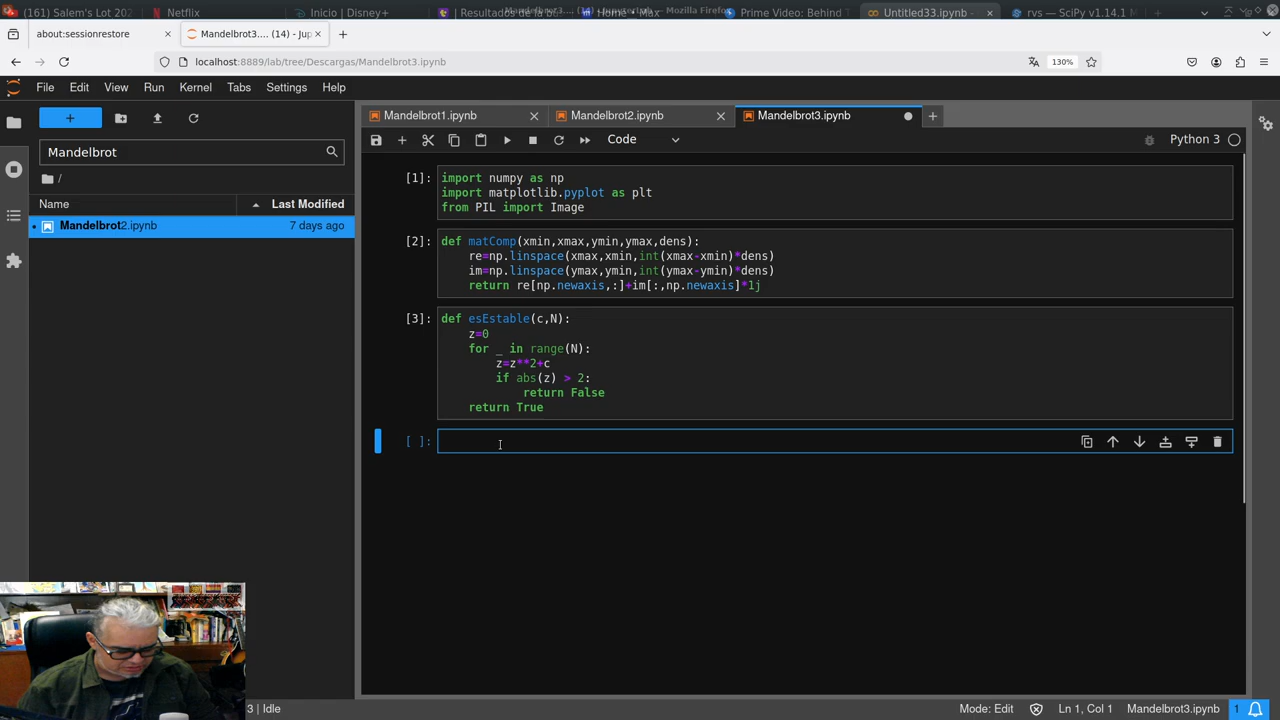 (161) Salem's Lot 202
Netflix
Inicio | Disney+
| Resultados de la
Home • Max
Prime Video: Behind
Untitled33.ipynb -
rvs — SciPy v1.14.1
about:sessionrestore
Mandelbrot3.... (14) - Jup
localhost:8889/lab/tree/Descargas/Mandelbrot3.ipynb
130%
File Edit View Run Kernel Tabs Settings Help
Mandelbrot1.ipynb
Mandelbrot2.ipynb
Mandelbrot3.ipynb
Code
Python 3
Mandelbrot
/
Name
Last Modified
Mandelbrot2.ipynb
7 days ago
[1]:
import numpy as np
import matplotlib.pyplot as plt
from PIL import Image
[2]:
def matComp(xmin,xmax,ymin,ymax,dens):
re=np.linspace(xmax,xmin,int(xmax-xmin)*dens)
im=np.linspace(ymax,ymin,int(ymax-ymin)*dens)
return re[np.newaxis,:]+im[:,np.newaxis]*1j
[3]:
def esEstable(c,N):
z=0
for _ in range(N):
z=z**2+c
if abs(z) > 2:
return False
return True
[ ]:
3 | Idle
Mode: Edit
Ln 1, Col 1
Mandelbrot3.ipynb
1